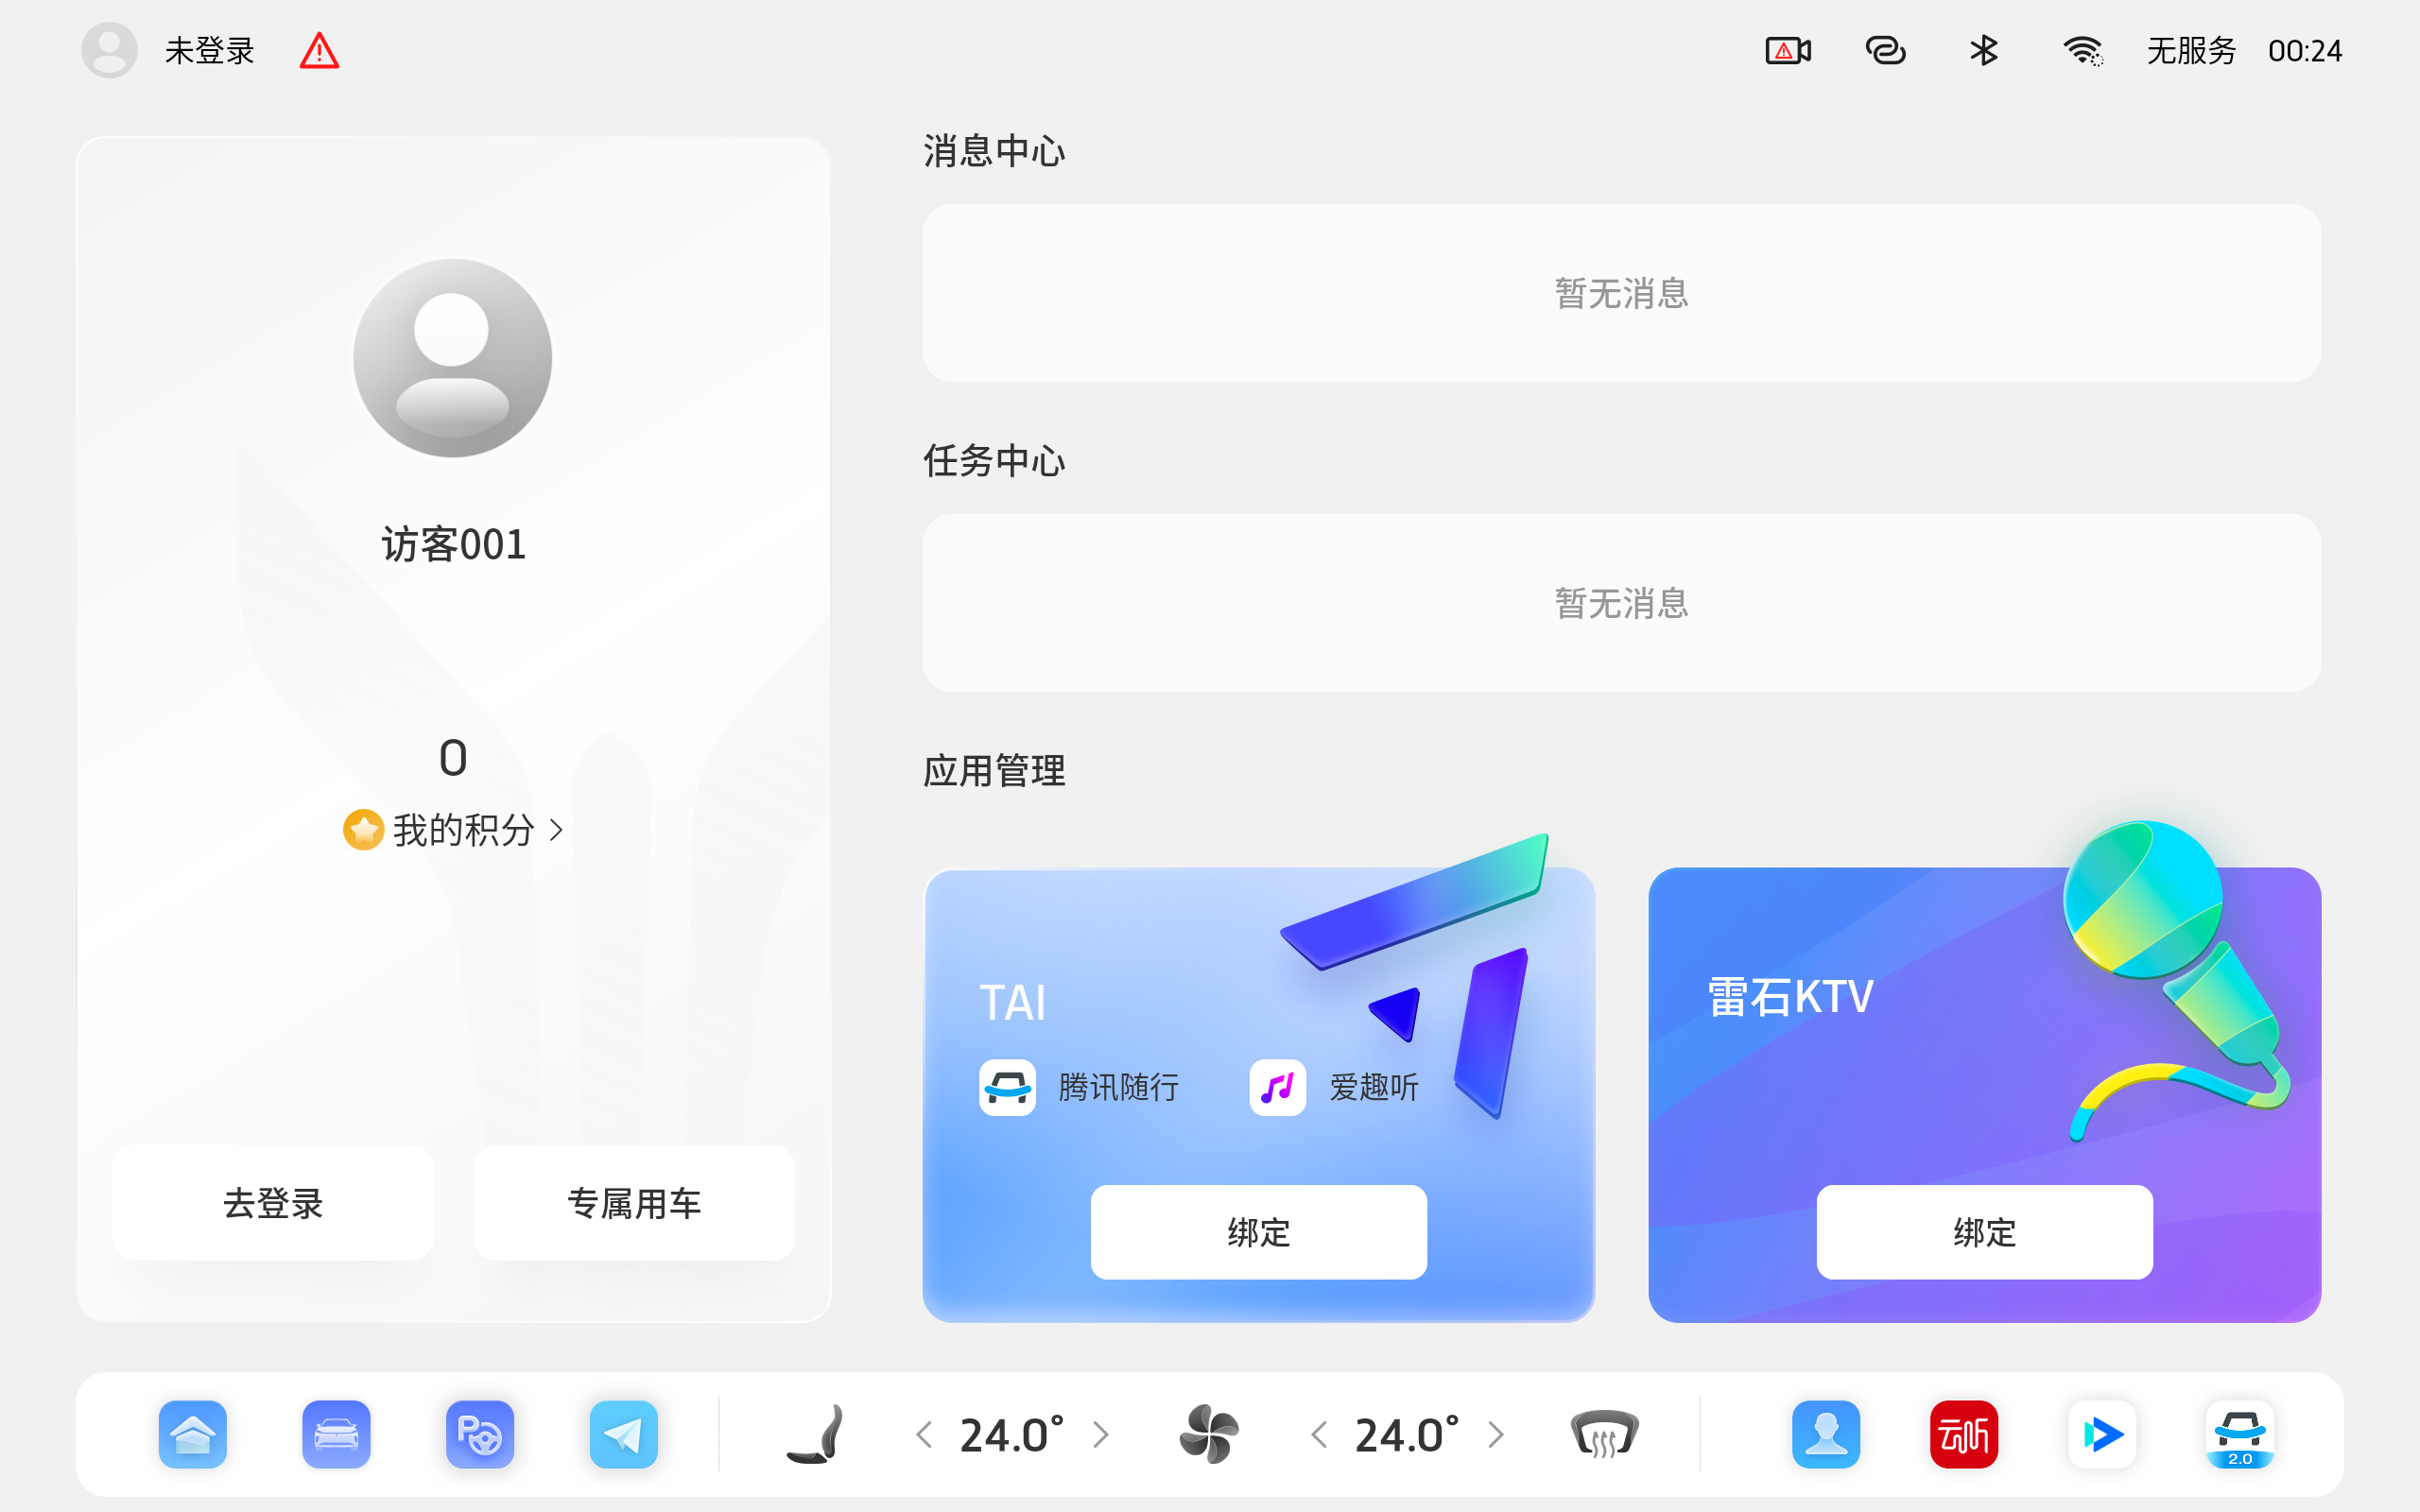 未登录
无服务 00:24
访客001
0
我的积分
去登录
专属用车
消息中心
暂无消息
任务中心
暂无消息
应用管理
TAI
腾讯随行
爱趣听
绑定
雷石KTV
绑定
24.0°
24.0°
云听
2.0